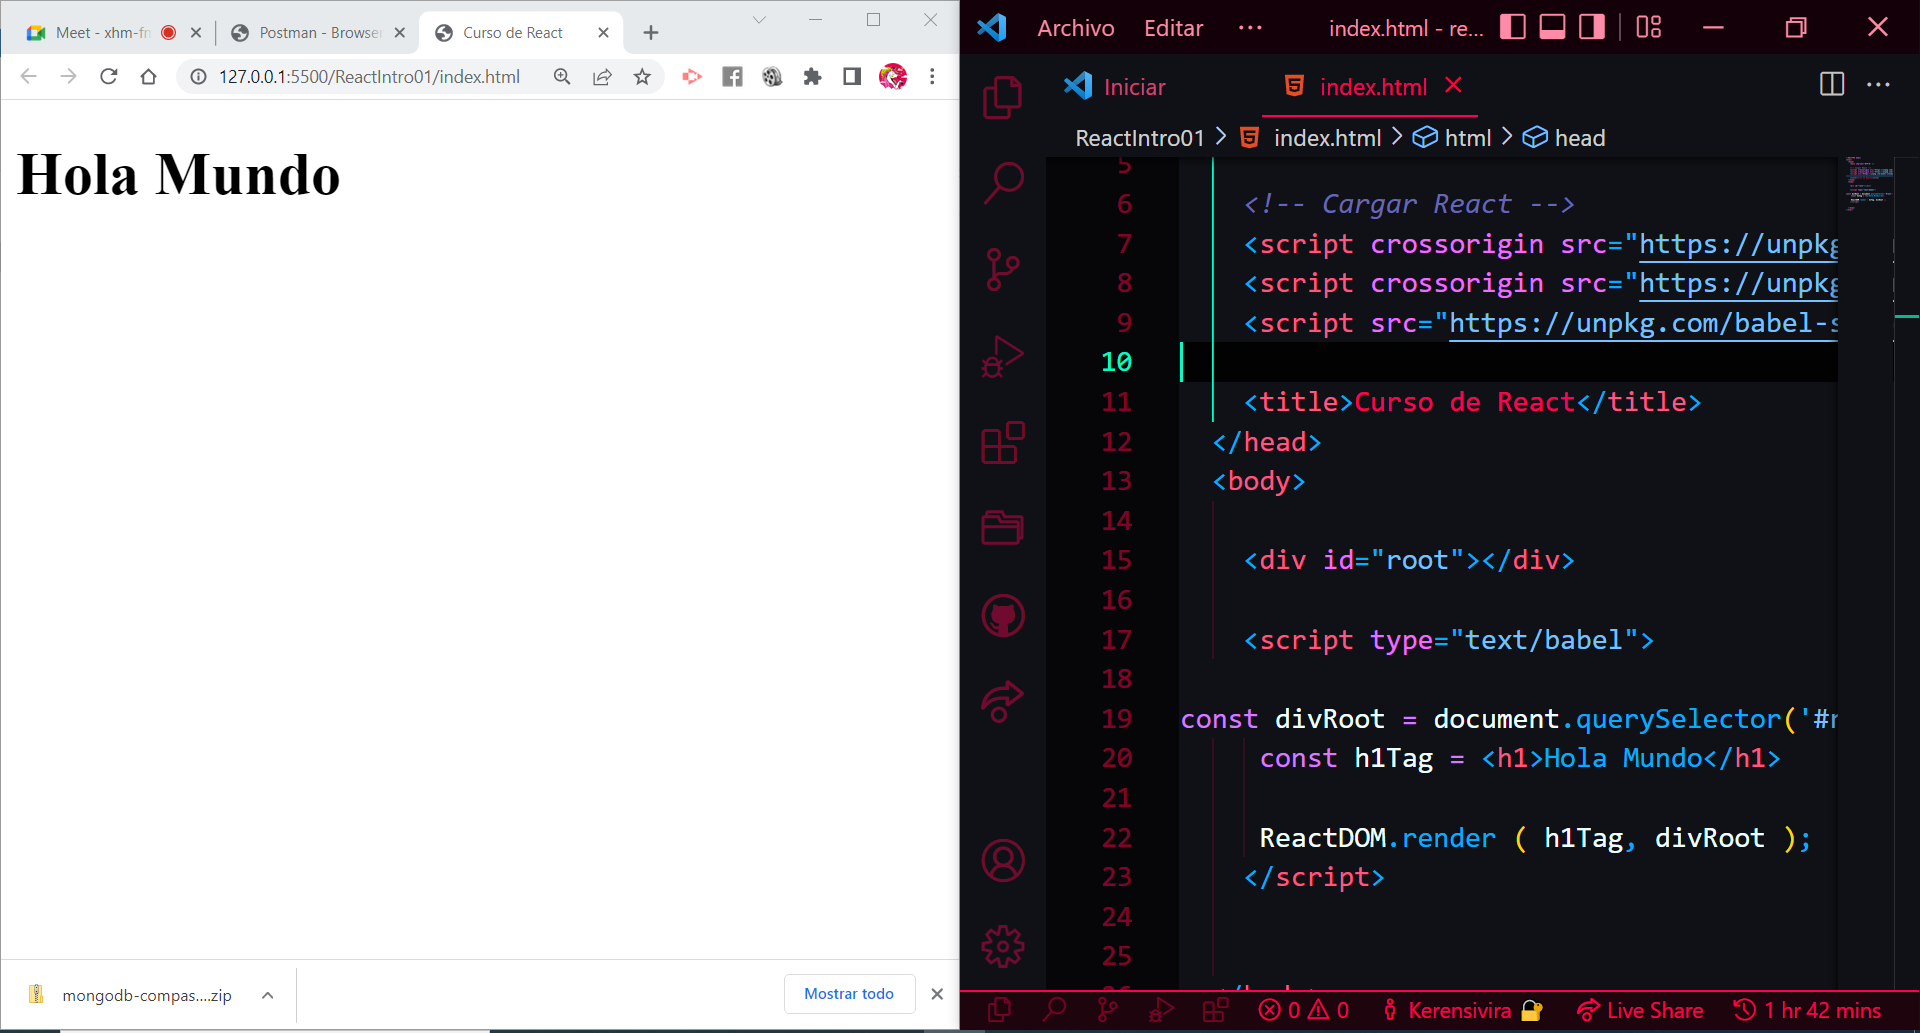 Meet - xhm-fn
Postman - Browser
Curso de React
127.0.0.1:5500/ReactIntro01/index.html
Hola Mundo
mongodb-compas....zip
Mostrar todo
Archivo Editar ... index.html - re...
Iniciar
index.html
ReactIntro01 > index.html > html > head
5
6 <!-- Cargar React -->
7 <script crossorigin src="https://unpkg
8 <script crossorigin src="https://unpkg
9 <script src="https://unpkg.com/babel-s
10
11 <title>Curso de React</title>
12 </head>
13 <body>
14
15 <div id="root"></div>
16
17 <script type="text/babel">
18
19 const divRoot = document.querySelector('#r
20 const h1Tag = <h1>Hola Mundo</h1>
21
22 ReactDOM.render ( h1Tag, divRoot );
23 </script>
24
25
0 0 Kerensivira Live Share 1 hr 42 mins